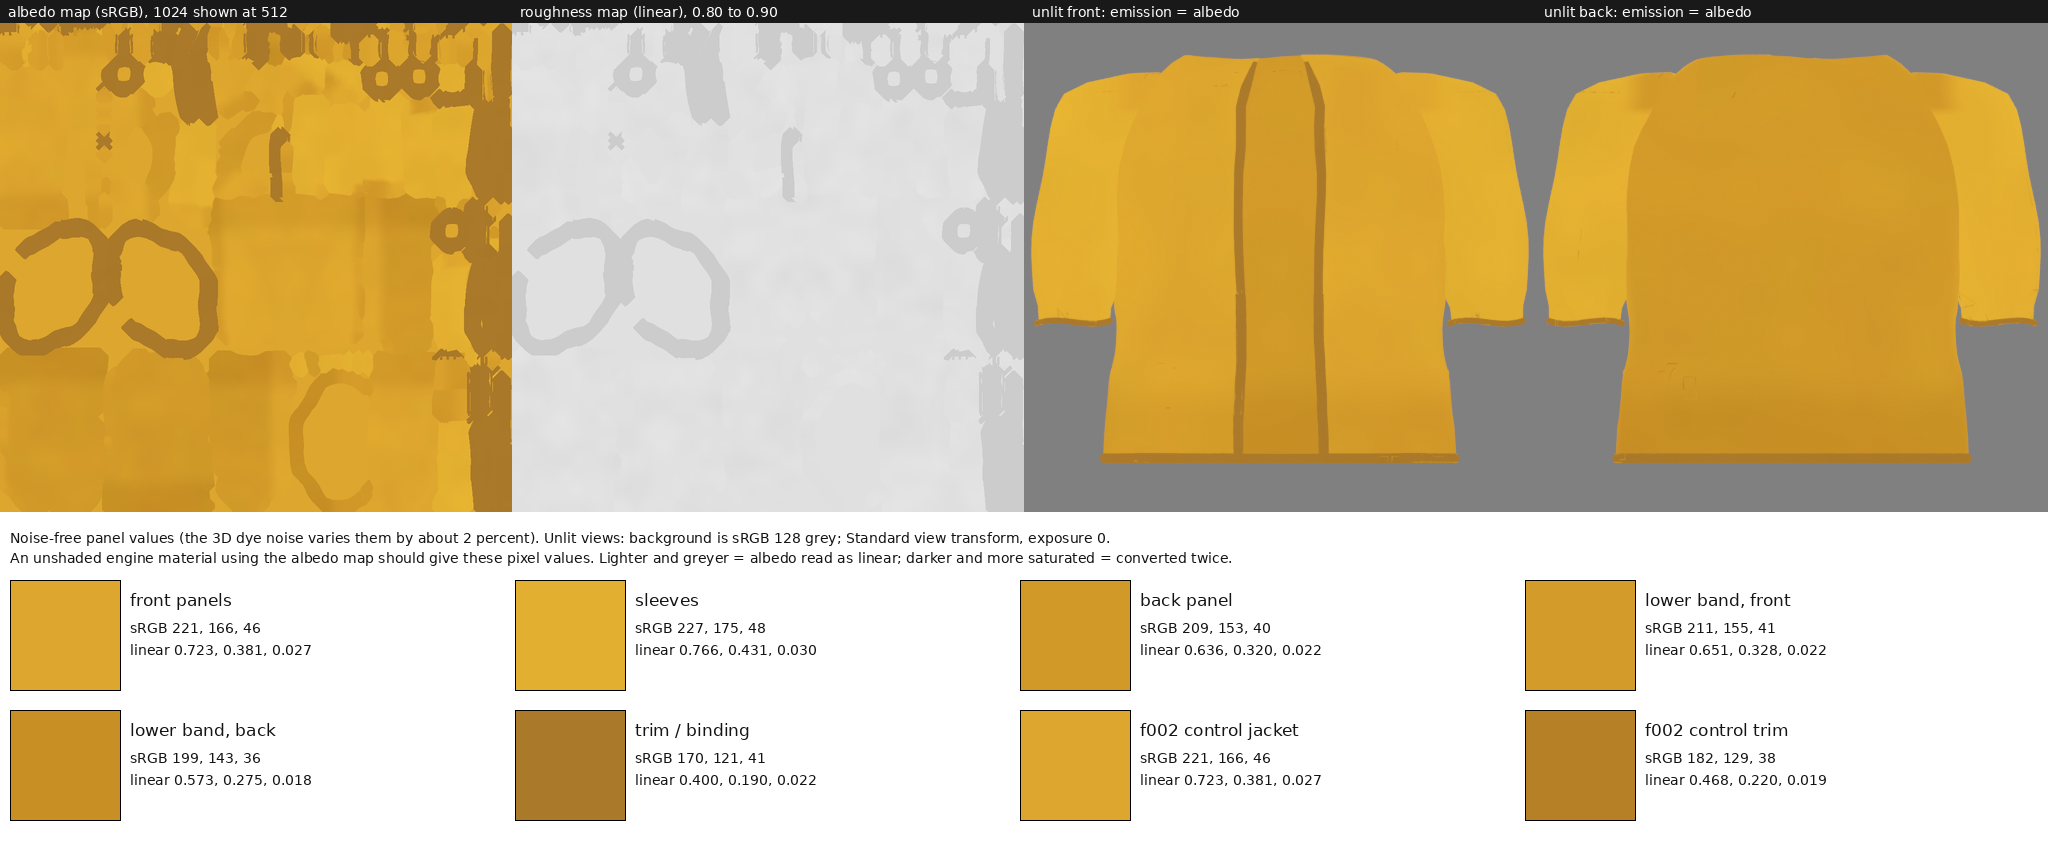 albedo map (sRGB), 1024 shown at 512
roughness map (linear), 0.80 to 0.90
unlit front: emission = albedo
unlit back: emission = albedo
Noise-free panel values (the 3D dye noise varies them by about 2 percent). Unlit views: background is sRGB 128 grey; Standard view transform, exposure 0.
An unshaded engine material using the albedo map should give these pixel values. Lighter and greyer = albedo read as linear; darker and more saturated = converted twice.
front panels
sRGB 221, 166, 46
linear 0.723, 0.381, 0.027
sleeves
sRGB 227, 175, 48
linear 0.766, 0.431, 0.030
back panel
sRGB 209, 153, 40
linear 0.636, 0.320, 0.022
lower band, front
sRGB 211, 155, 41
linear 0.651, 0.328, 0.022
lower band, back
sRGB 199, 143, 36
linear 0.573, 0.275, 0.018
trim / binding
sRGB 170, 121, 41
linear 0.400, 0.190, 0.022
f002 control jacket
sRGB 221, 166, 46
linear 0.723, 0.381, 0.027
f002 control trim
sRGB 182, 129, 38
linear 0.468, 0.220, 0.019